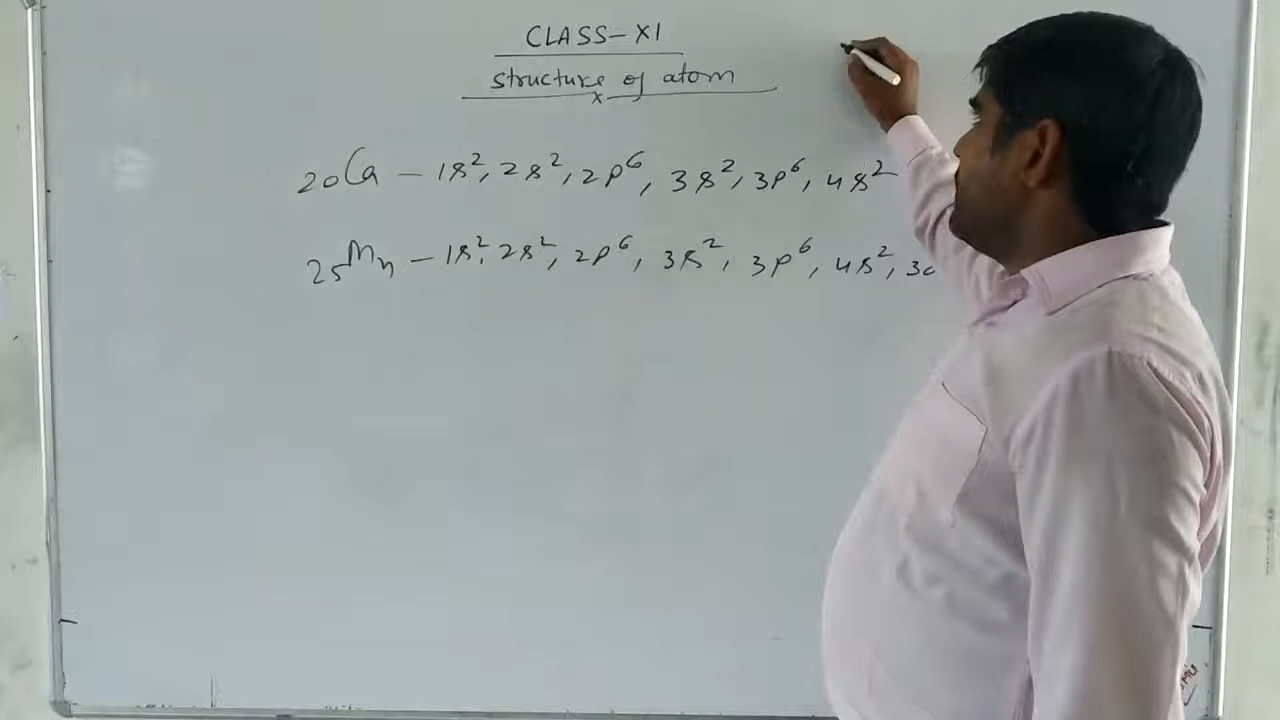 CLASS-XI
structure of atom
x
20Ca - 1s², 2s², 2p⁶, 3s², 3p⁶, 4s²
25Mn - 1s², 2s², 2p⁶, 3s², 3p⁶, 4s², 3d